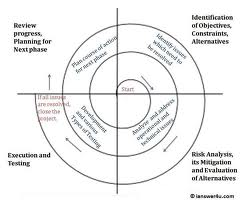 Review
progress,
Planning for
Next phase
Identification
of Objectives,
Constraints,
Alternatives
Plan course of action
for next phase
Identify issues
which need to
be resolved
Start
If all issues
are resolved,
close the
project.
Development
and various
Types of Testing
Analyze and address
operational and
technical issues.
Execution and
Testing
Risk Analysis,
its Mitigation
and Evaluation
of Alternatives
© ianswer4u.com